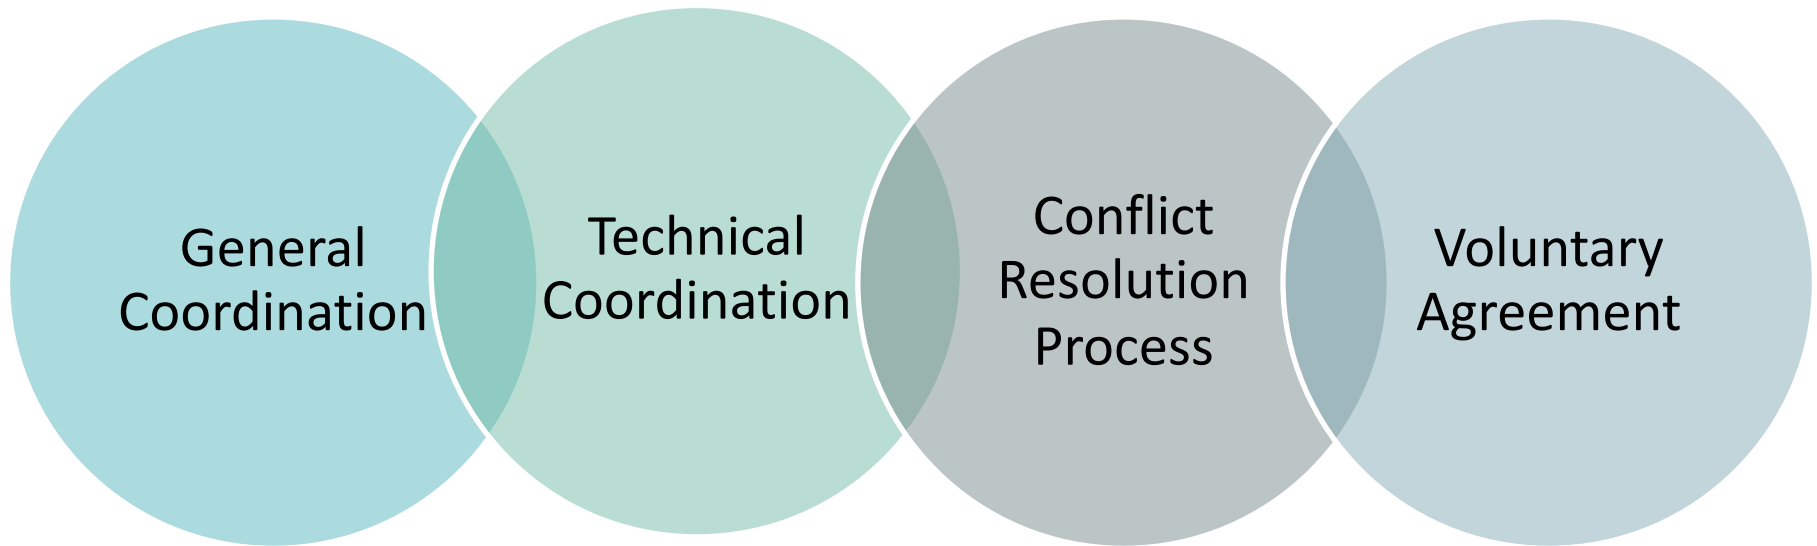 General
Coordination
Technical
Coordination
Conflict
Resolution
Process
Voluntary
Agreement